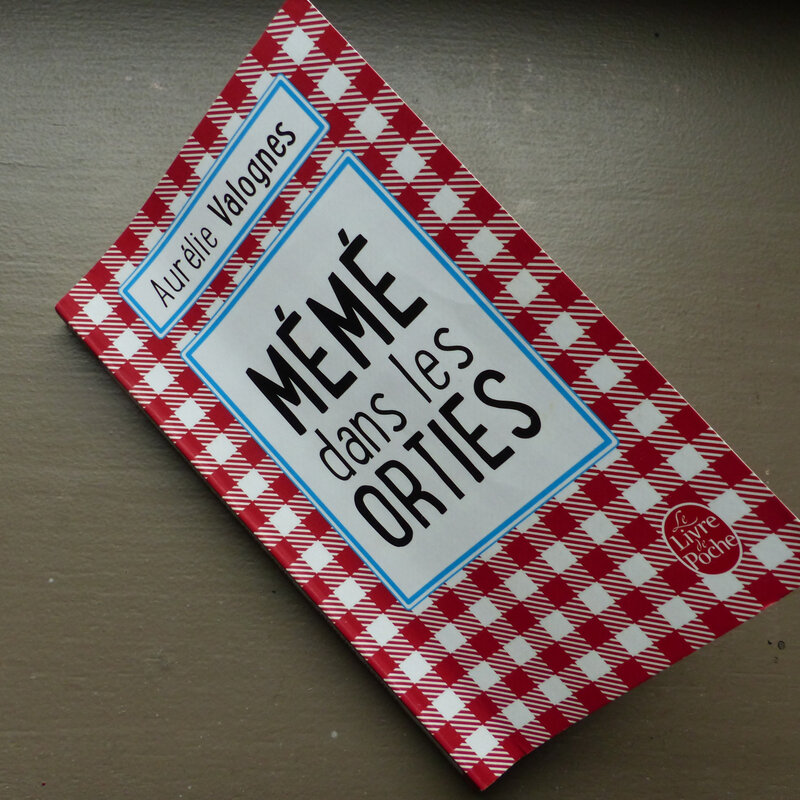 Aurélie Valognes
MÉMÉ
dans les
ORTIES
Le
Livre
de
Poche